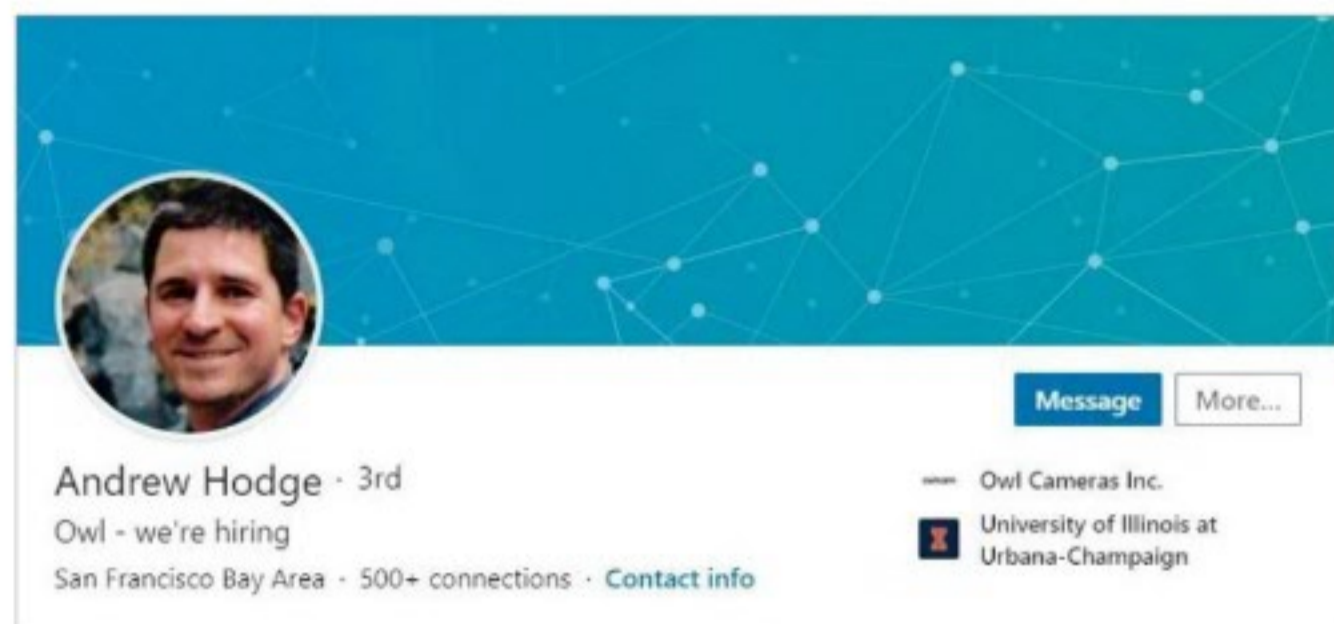 Message
More...
Andrew Hodge · 3rd
Owl - we're hiring
San Francisco Bay Area · 500+ connections · Contact info
Owl Cameras Inc.
University of Illinois at
Urbana-Champaign